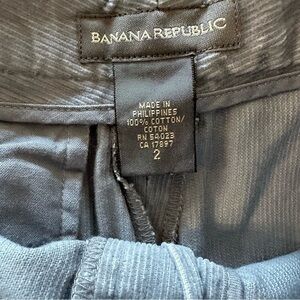 BANANA REPUBLIC
MADE IN
PHILIPPINES
100% COTTON/
COTON
RN 54023
CA 17897
2